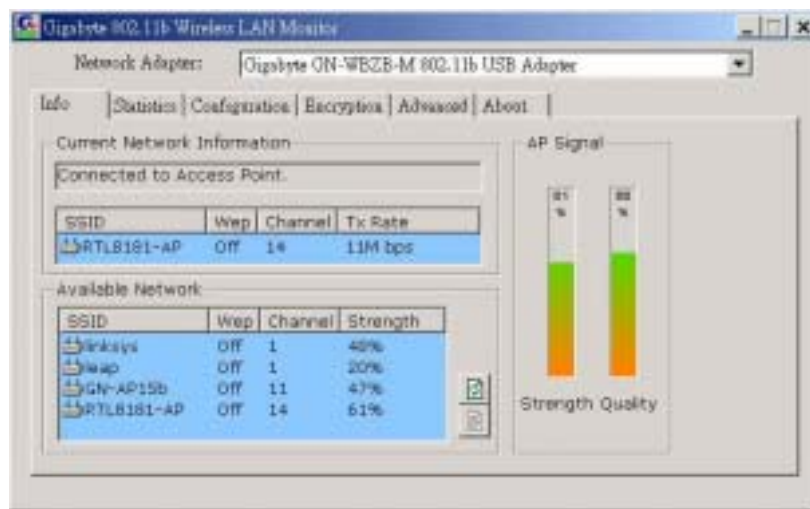 Gigabyte 802.11b Wireless LAN Monitor
Network Adapter: Gigabyte GN-WBZB-M 802.11b USB Adapter
Info Statistics Configuration Encryption Advanced About
Current Network Information
Connected to Access Point.
SSID Wep Channel Tx Rate
RTL8181-AP Off 14 11M bps
Available Network
SSID Wep Channel Strength
linksys Off 1 48%
leap Off 1 20%
GN-AP15b Off 11 47%
RTL8181-AP Off 14 61%
AP Signal
% %
Strength Quality